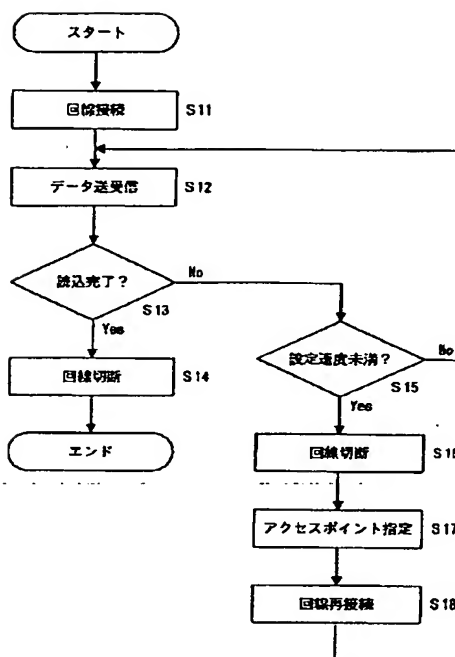 スタート
回線接続 S11
データ送受信 S12
読込完了? No
S13
Yes
回線切断 S14
エンド
設定速度未満? No
S15
Yes
回線切断 S16
アクセスポイント指定 S17
回線再接続 S18